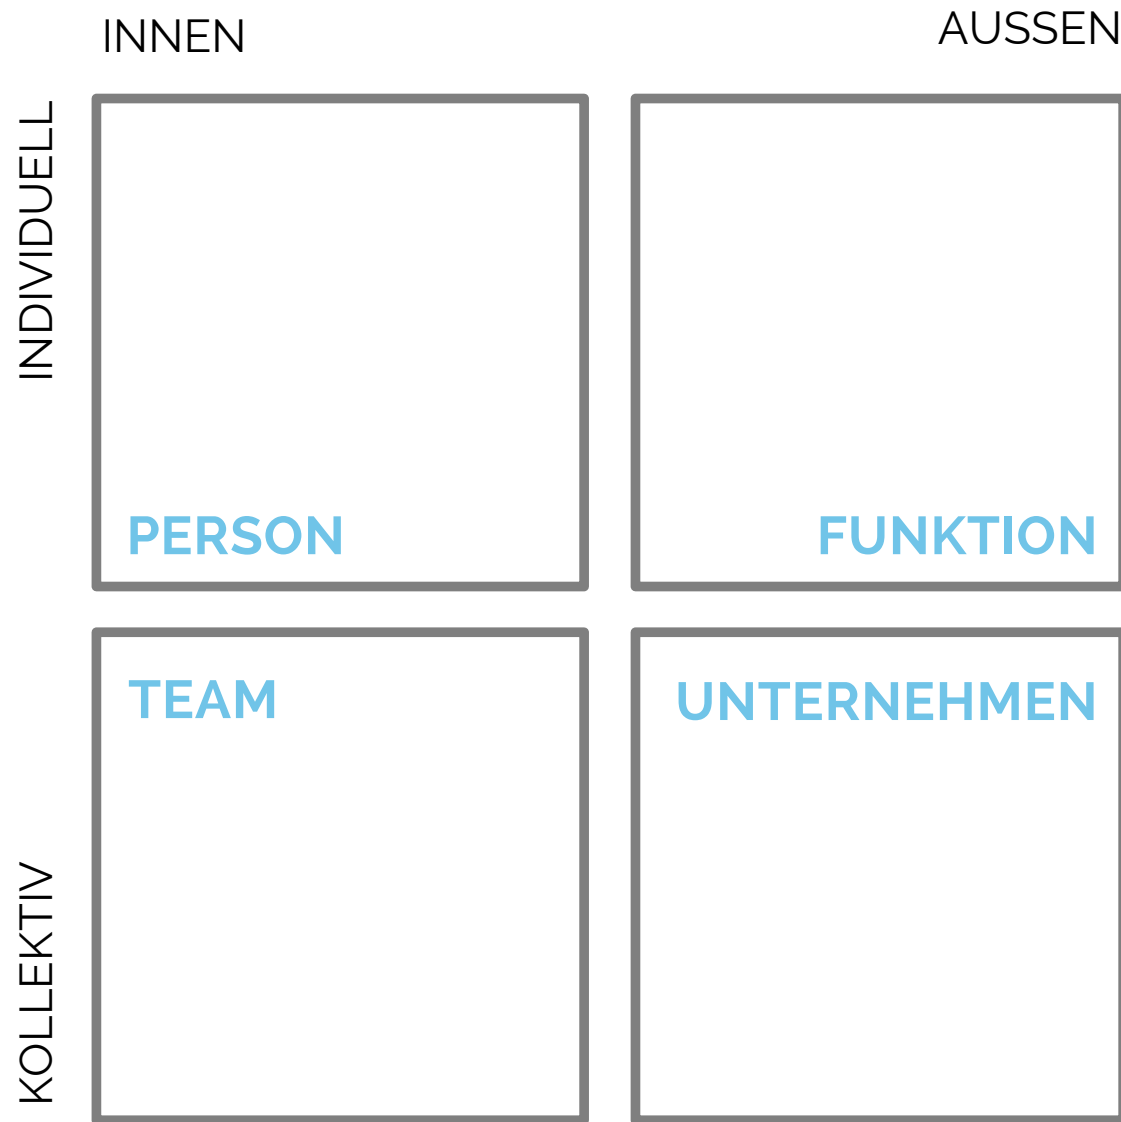 INNEN
AUSSEN
INDIVIDUELL
PERSON
FUNKTION
TEAM
UNTERNEHMEN
KOLLEKTIV